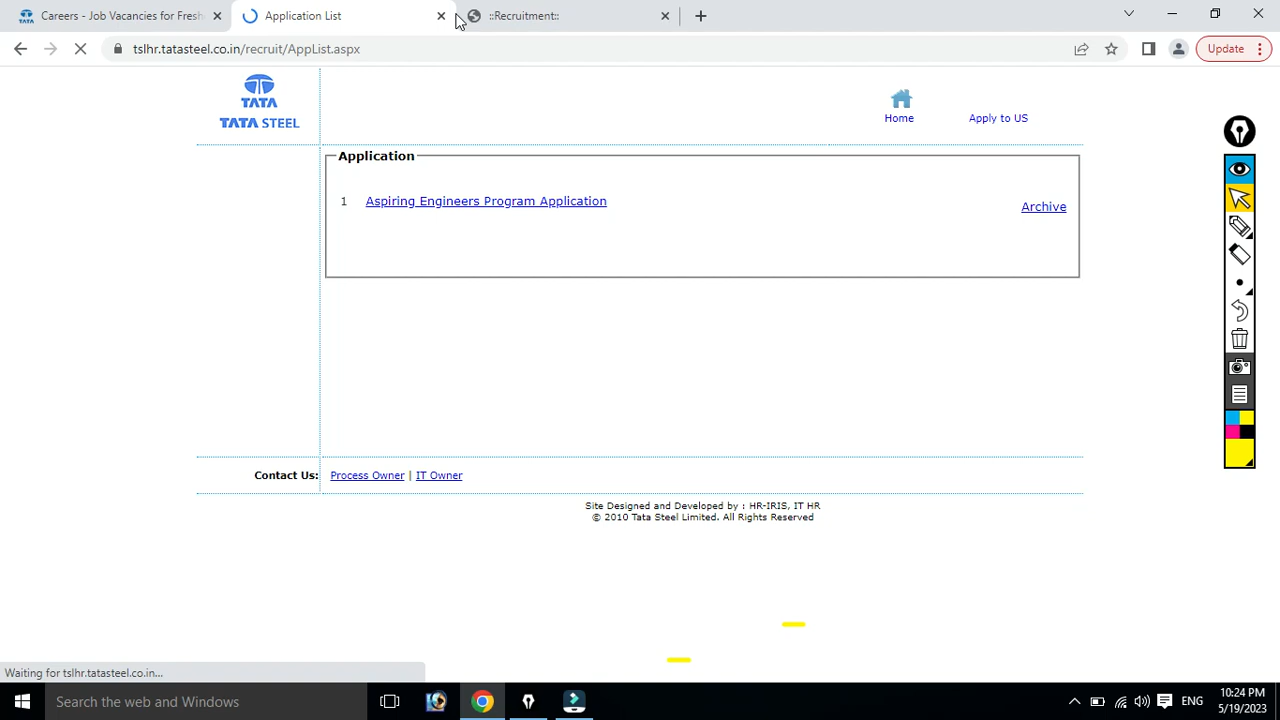 Careers - Job Vacancies for Fresh
Application List
::Recruitment::
tslhr.tatasteel.co.in/recruit/AppList.aspx
Update
TATA
TATA STEEL
Home
Apply to US
Application
1 Aspiring Engineers Program Application
Archive
Contact Us: Process Owner | IT Owner
Site Designed and Developed by : HR-IRIS, IT HR
© 2010 Tata Steel Limited. All Rights Reserved
Waiting for tslhr.tatasteel.co.in...
Search the web and Windows
ENG
10:24 PM
5/19/2023